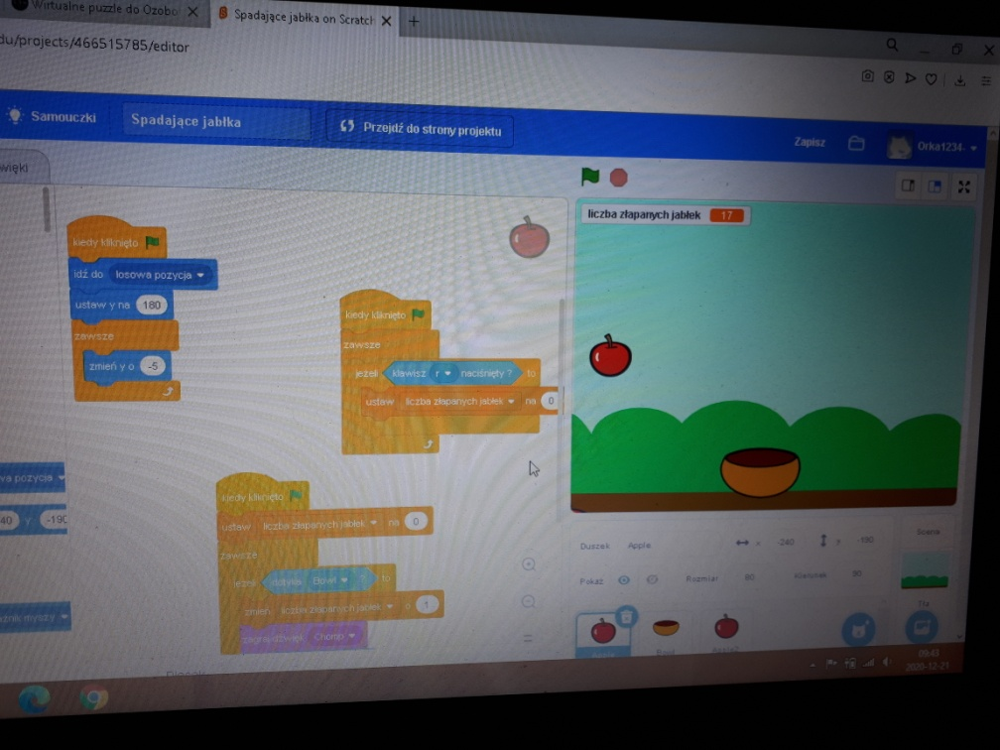 Wirtualne puzzle do Ozobo
Spadające jabłka on Scratch
du/projects/466515785/editor
Samouczki
Spadające jabłka
Przejdź do strony projektu
Zapisz
Orka1234-
więki
kiedy kliknięto
idź do losowa pozycja
ustaw y na 180
zawsze
zmień y o -5
kiedy kliknięto
zawsze
jeżeli klawisz r naciśnięty ? to
ustaw liczba złapanych jabłek na 0
wa pozycja
40 y -190
kiedy kliknięto
ustaw liczba złapanych jabłek na 0
zawsze
jeżeli dotyka Bowl ? to
zmień liczba złapanych jabłek o 1
zagraj dźwięk Chomp
źnik myszy
liczba złapanych jabłek 17
Duszek Apple x -240 y -190
Pokaż Rozmiar 80 Kierunek 90
Scena
Tła
Apple
Bowl
Apple2
09:43
2020-12-21